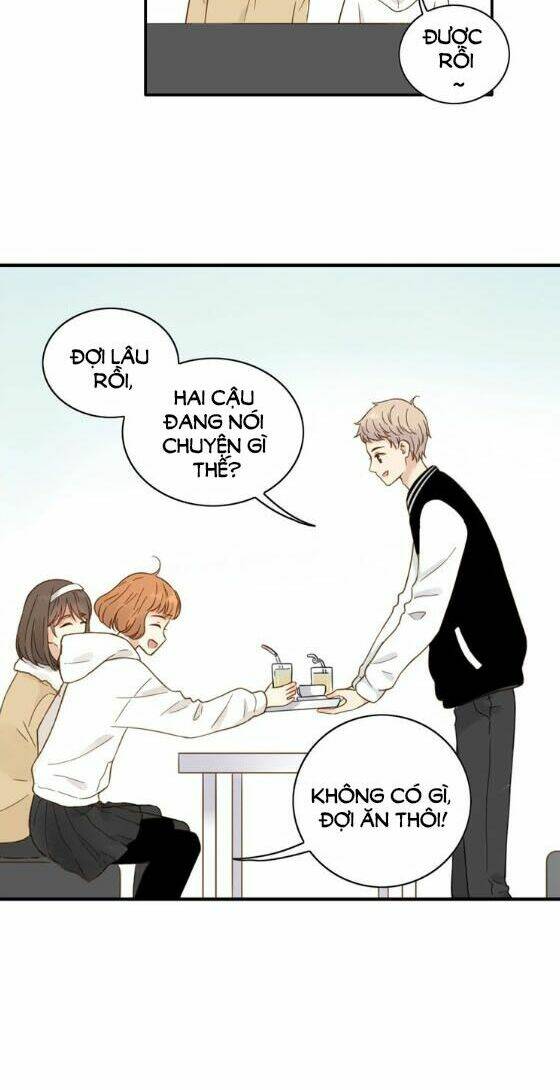 ĐƯỢC
RỒI
~
ĐỢI LÂU
RỒI,
HAI CẬU
ĐANG NÓI
CHUYỆN GÌ
THẾ?
KHÔNG CÓ GÌ,
ĐỢI ĂN THÔI!